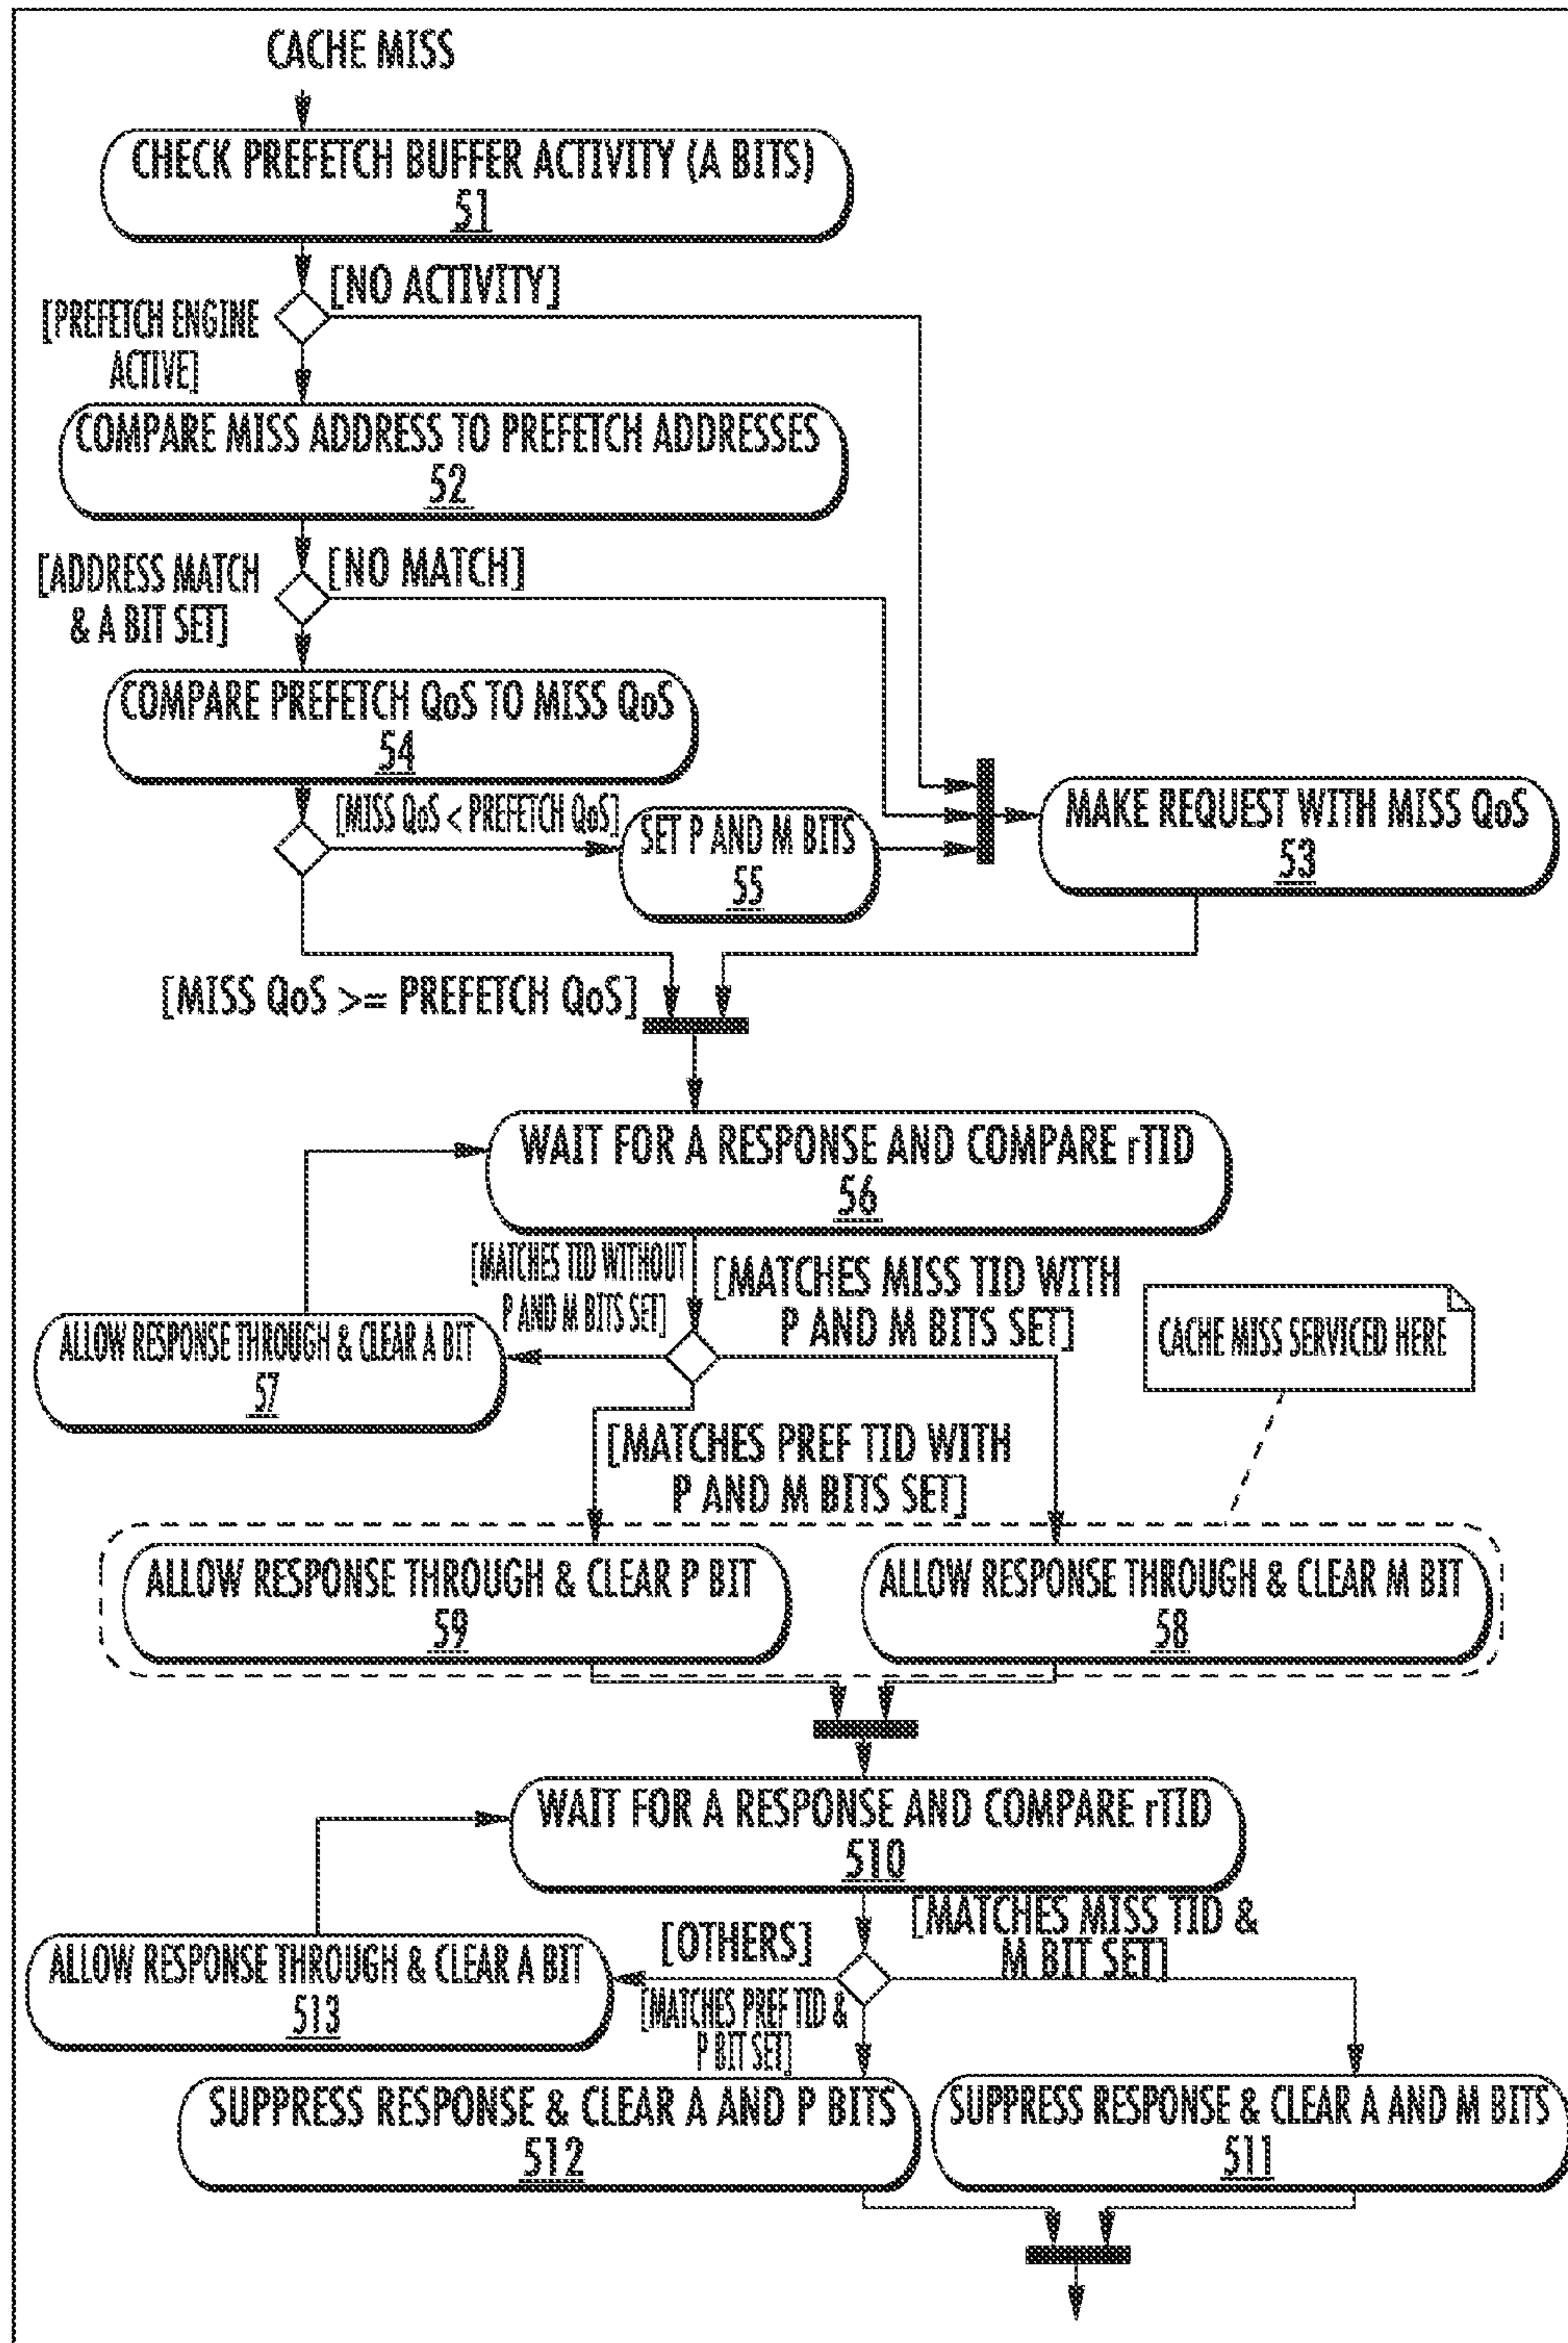 CACHE MISS
CHECK PREFETCH BUFFER ACTIVITY (A BITS)
51
[NO ACTIVITY]
[PREFETCH ENGINE
ACTIVE]
COMPARE MISS ADDRESS TO PREFETCH ADDRESSES
52
[ADDRESS MATCH
& A BIT SET]
[NO MATCH]
COMPARE PREFETCH QoS TO MISS QoS
54
[MISS QoS < PREFETCH QoS]
SET P AND M BITS
55
MAKE REQUEST WITH MISS QoS
53
[MISS QoS >= PREFETCH QoS]
WAIT FOR A RESPONSE AND COMPARE rTID
56
[MATCHES TID WITHOUT
P AND M BITS SET]
[MATCHES MISS TID WITH
P AND M BITS SET]
ALLOW RESPONSE THROUGH & CLEAR A BIT
57
CACHE MISS SERVICED HERE
[MATCHES PREF TID WITH
P AND M BITS SET]
ALLOW RESPONSE THROUGH & CLEAR P BIT
59
ALLOW RESPONSE THROUGH & CLEAR M BIT
58
WAIT FOR A RESPONSE AND COMPARE rTID
510
[OTHERS]
[MATCHES MISS TID &
M BIT SET]
ALLOW RESPONSE THROUGH & CLEAR A BIT
513
[MATCHES PREF TID &
P BIT SET]
SUPPRESS RESPONSE & CLEAR A AND P BITS
512
SUPPRESS RESPONSE & CLEAR A AND M BITS
511